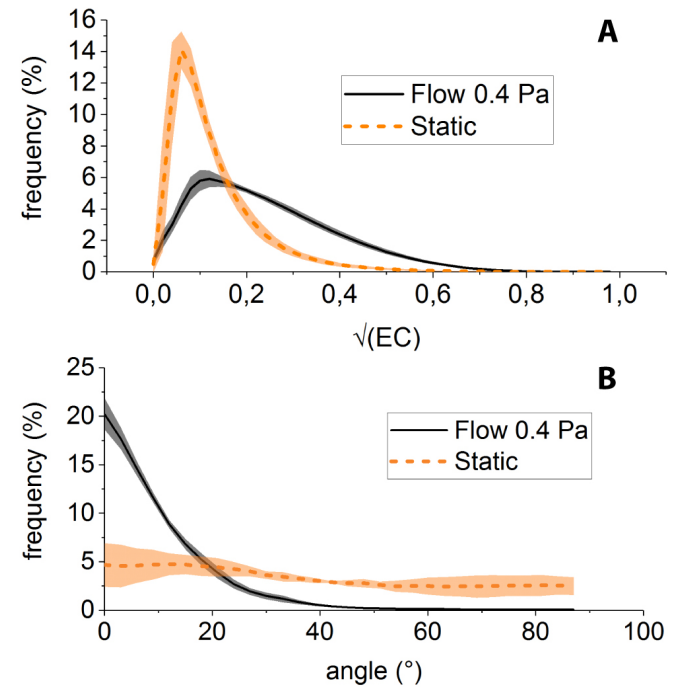 A
frequency (%)
16
14
12
10
8
6
4
2
0
Flow 0.4 Pa
Static
0,0 0,2 0,4 0,6 0,8 1,0
√(EC)
B
frequency (%)
25
20
15
10
5
0
Flow 0.4 Pa
Static
0 20 40 60 80 100
angle (°)